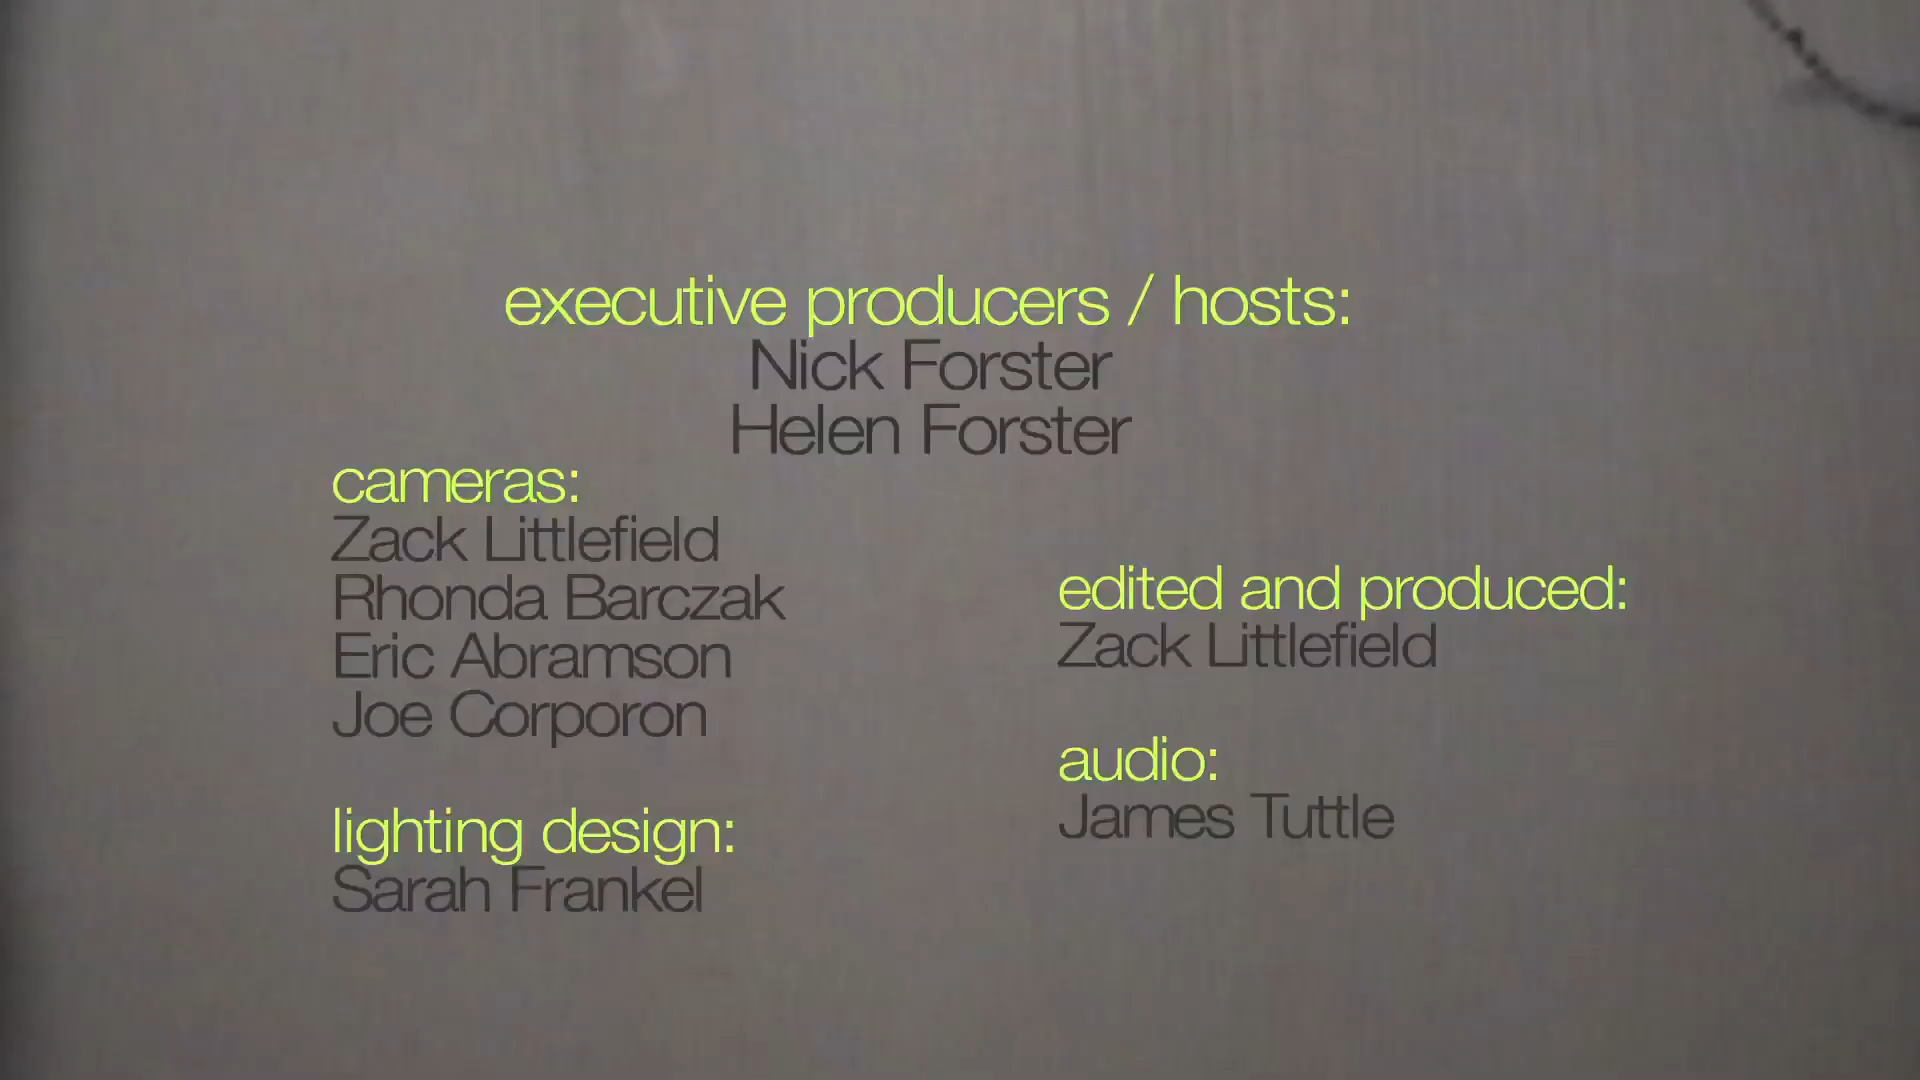 executive producers / hosts:
Nick Forster
Helen Forster
cameras:
Zack Littlefield
Rhonda Barczak
Eric Abramson
Joe Corporon
lighting design:
Sarah Frankel
edited and produced:
Zack Littlefield
audio:
James Tuttle